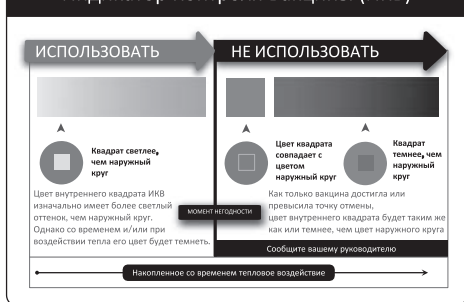 ИСПОЛЬЗОВАТЬ
НЕ ИСПОЛЬЗОВАТЬ
Квадрат светлее,
чем наружный
круг
Цвет внутреннего квадрата ИКВ
изначально имеет более светлый
оттенок, чем наружный круг.
Однако со временем и/или при
воздействии тепла его цвет будет темнеть.
МОМЕНТ НЕГОДНОСТИ
Цвет квадрата
совпадает с
цветом
наружный круг
Квадрат
темнее, чем
наружный
круг
Как только вакцина достигла или
превысила точку отмены,
цвет внутреннего квадрата будет таким же
как или темнее, чем цвет наружного круга
Сообщите вашему руководителю
Накопленное со временем тепловое воздействие